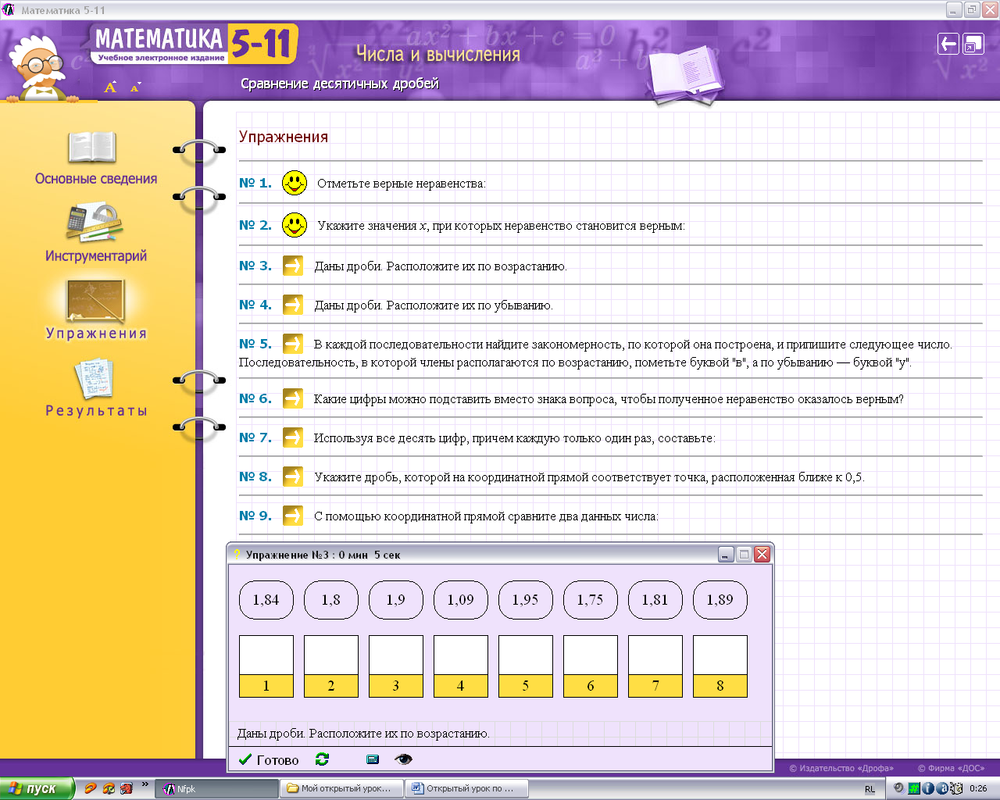 Математика 5-11
МАТЕМАТИКА 5-11
Учебное электронное издание
Числа и вычисления
ax² + bx + c = 0
A A
Сравнение десятичных дробей
Основные сведения
Инструментарий
Упражнения
Результаты
Упражнения
№ 1. Отметьте верные неравенства:
№ 2. Укажите значения x, при которых неравенство становится верным:
№ 3. Даны дроби. Расположите их по возрастанию.
№ 4. Даны дроби. Расположите их по убыванию.
№ 5. В каждой последовательности найдите закономерность, по которой она построена, и припишите следующее число.
Последовательность, в которой члены располагаются по возрастанию, пометьте буквой "в", а по убыванию — буквой "у".
№ 6. Какие цифры можно подставить вместо знака вопроса, чтобы полученное неравенство оказалось верным?
№ 7. Используя все десять цифр, причем каждую только один раз, составьте:
№ 8. Укажите дробь, которой на координатной прямой соответствует точка, расположенная ближе к 0,5.
№ 9. С помощью координатной прямой сравните два данных числа:
Упражнение №3 : 0 мин 5 сек
1,84 1,8 1,9 1,09 1,95 1,75 1,81 1,89
1 2 3 4 5 6 7 8
Даны дроби. Расположите их по возрастанию.
Готово
© Издательство «Дрофа» © Фирма «ДОС»
пуск
Nfpk
Мой открытый урок...
Открытый урок по ...
RL
0:26